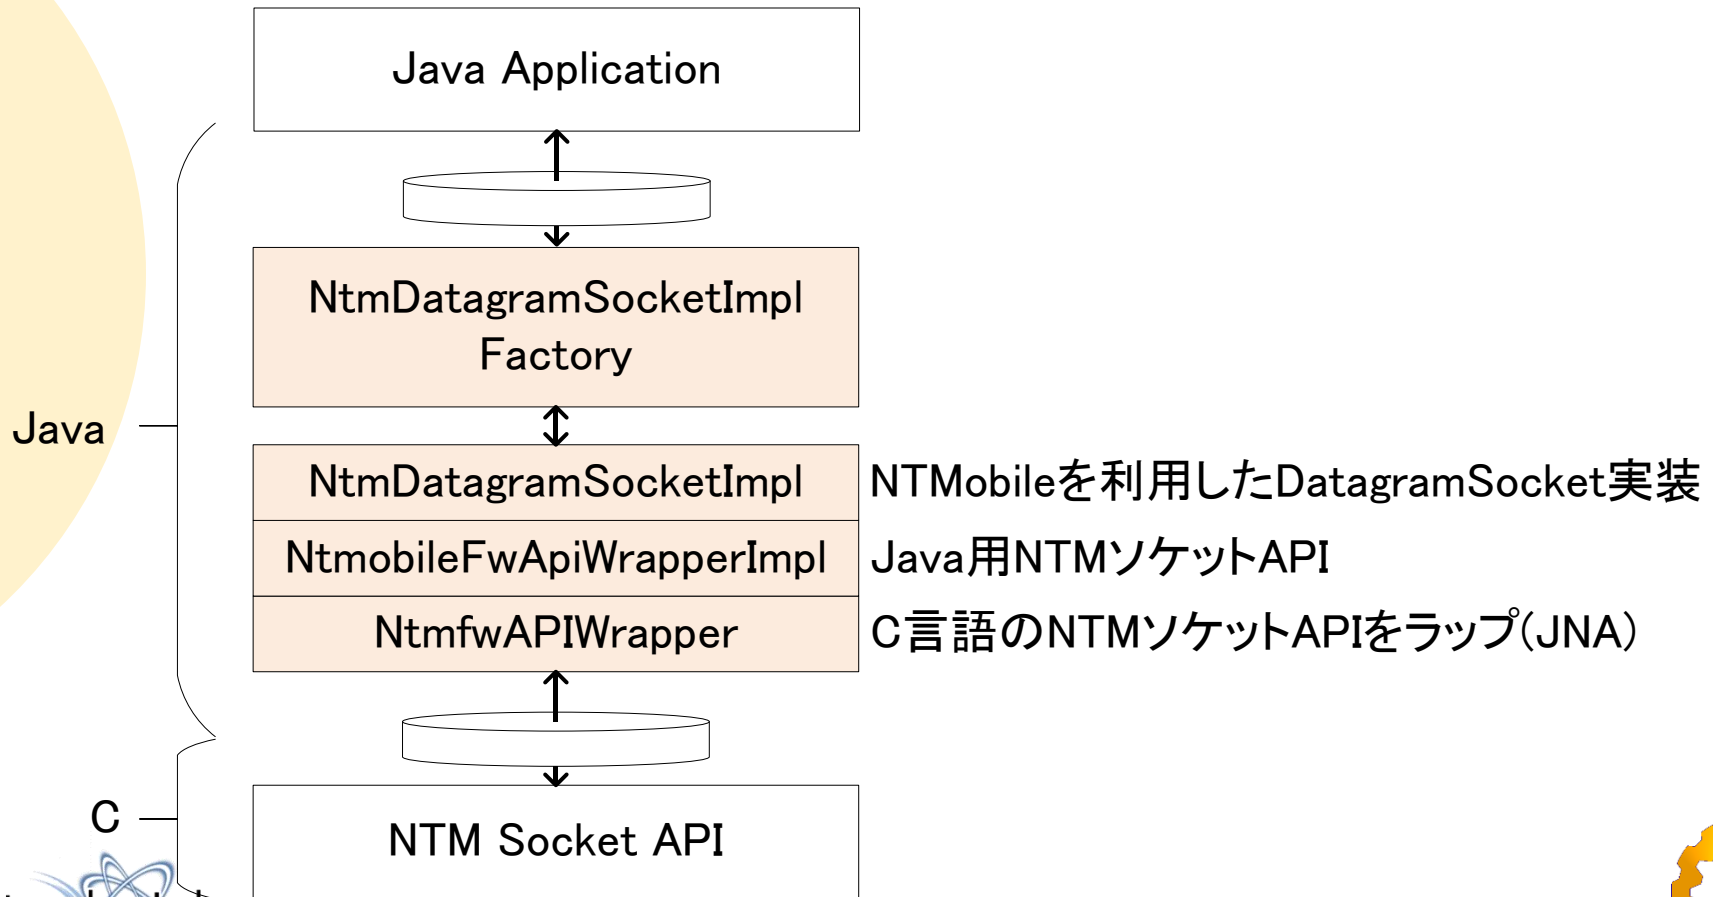 Java Application
NtmDatagramSocketImpl
Factory
Java
NtmDatagramSocketImpl NTMobileを利用したDatagramSocket実装
NtmobileFwApiWrapperImpl Java用NTMソケットAPI
NtmfwAPIWrapper C言語のNTMソケットAPIをラップ(JNA)
C
NTM Socket API